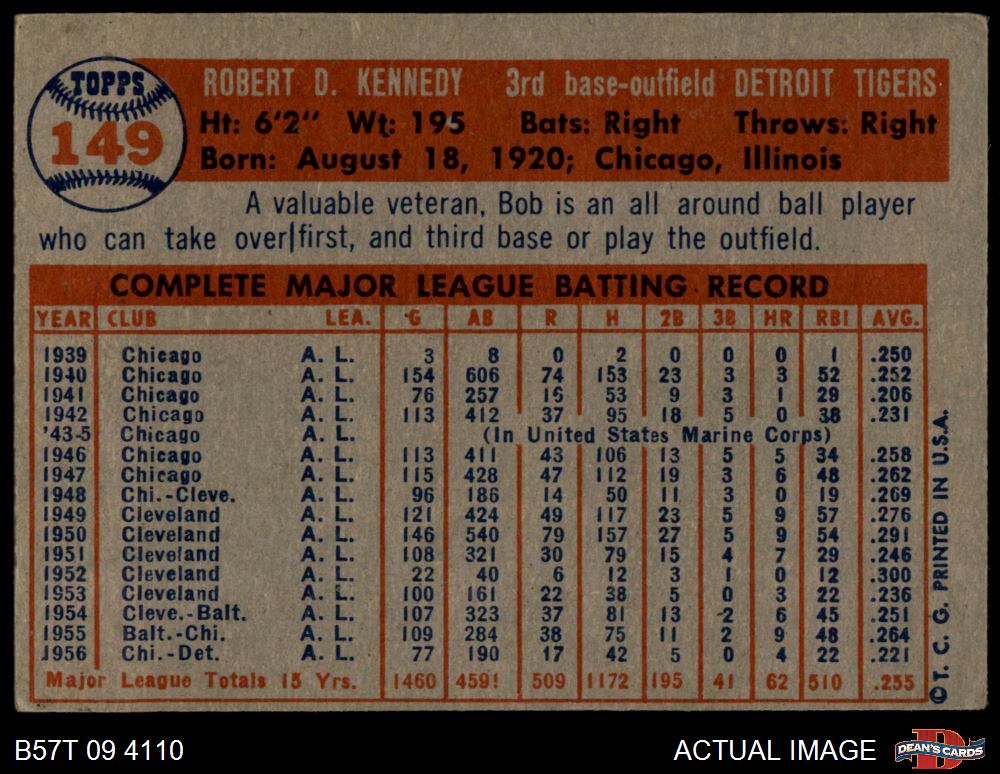 TOPPS
149
ROBERT D. KENNEDY 3rd base-outfield DETROIT TIGERS
Ht: 6'2" Wt: 195 Bats: Right Throws: Right
Born: August 18, 1920; Chicago, Illinois
A valuable veteran, Bob is an all around ball player
who can take over first, and third base or play the outfield.
COMPLETE MAJOR LEAGUE BATTING RECORD
YEAR CLUB LEA. G AB R H 2B 3B HR RBI AVG.
1939 Chicago A. L. 3 8 0 2 0 0 0 1 .250
1940 Chicago A. L. 154 606 74 153 23 3 3 52 .252
1941 Chicago A. L. 76 257 16 53 9 3 1 29 .206
1942 Chicago A. L. 113 412 37 95 18 5 0 38 .231
'43-5 Chicago (In United States Marine Corps)
1946 Chicago A. L. 113 411 43 106 13 5 5 34 .258
1947 Chicago A. L. 115 428 47 112 19 3 6 48 .262
1948 Chi.-Cleve. A. L. 96 186 14 50 11 3 0 19 .269
1949 Cleveland A. L. 121 424 49 117 23 5 9 57 .276
1950 Cleveland A. L. 146 540 79 157 27 5 9 54 .291
1951 Cleveland A. L. 108 321 30 79 15 4 7 29 .246
1952 Cleveland A. L. 22 40 6 12 3 1 0 12 .300
1953 Cleveland A. L. 100 161 22 38 5 0 3 22 .236
1954 Cleve.-Balt. A. L. 107 323 37 81 13 2 6 45 .251
1955 Balt.-Chi. A. L. 109 284 38 75 11 2 9 48 .264
1956 Chi.-Det. A. L. 77 190 17 42 5 0 4 22 .221
Major League Totals 15 Yrs. 1460 4591 509 1172 195 41 62 510 .255
© T. C. G. PRINTED IN U.S.A.
B57T 09 4110
ACTUAL IMAGE
DEAN'S CARDS